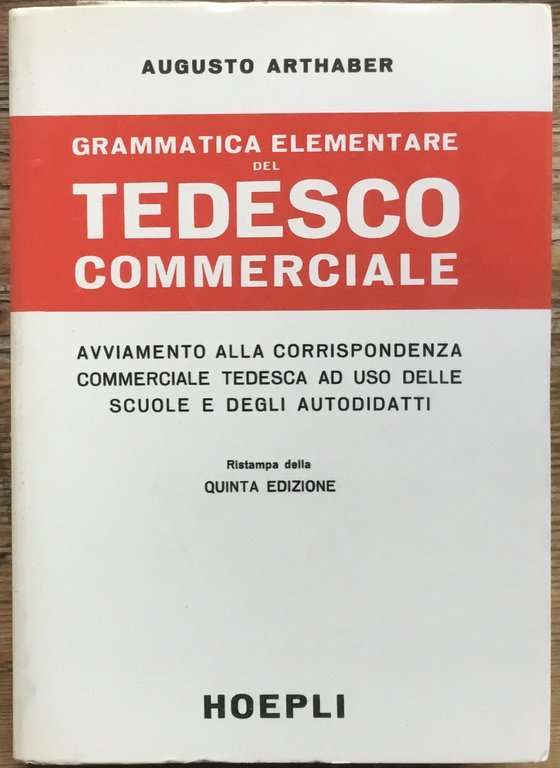 AUGUSTO ARTHABER
GRAMMATICA ELEMENTARE
DEL
TEDESCO
COMMERCIALE
AVVIAMENTO ALLA CORRISPONDENZA
COMMERCIALE TEDESCA AD USO DELLE
SCUOLE E DEGLI AUTODIDATTI
Ristampa della
QUINTA EDIZIONE
HOEPLI